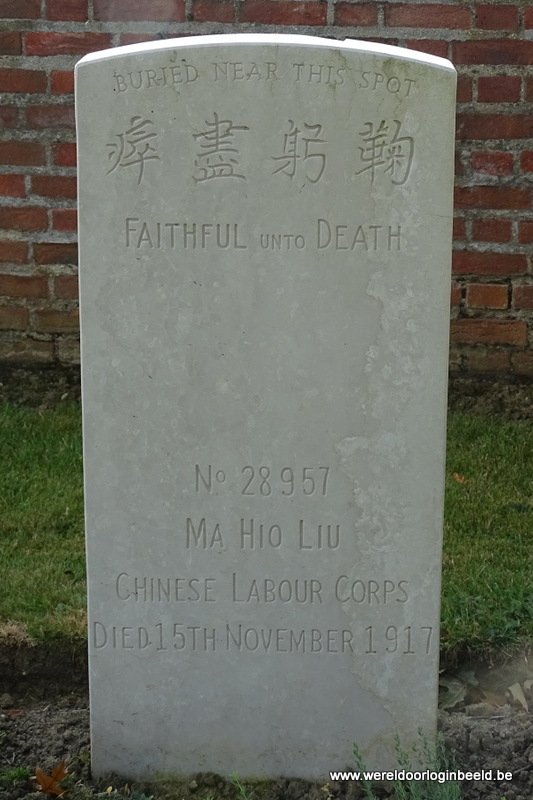 BURIED NEAR THIS SPOT
瘁盡躬鞠
FAITHFUL UNTO DEATH
No 28957
MA HIO LIU
CHINESE LABOUR CORPS
DIED 15TH NOVEMBER 1917
www.wereldoorloginbeeld.be